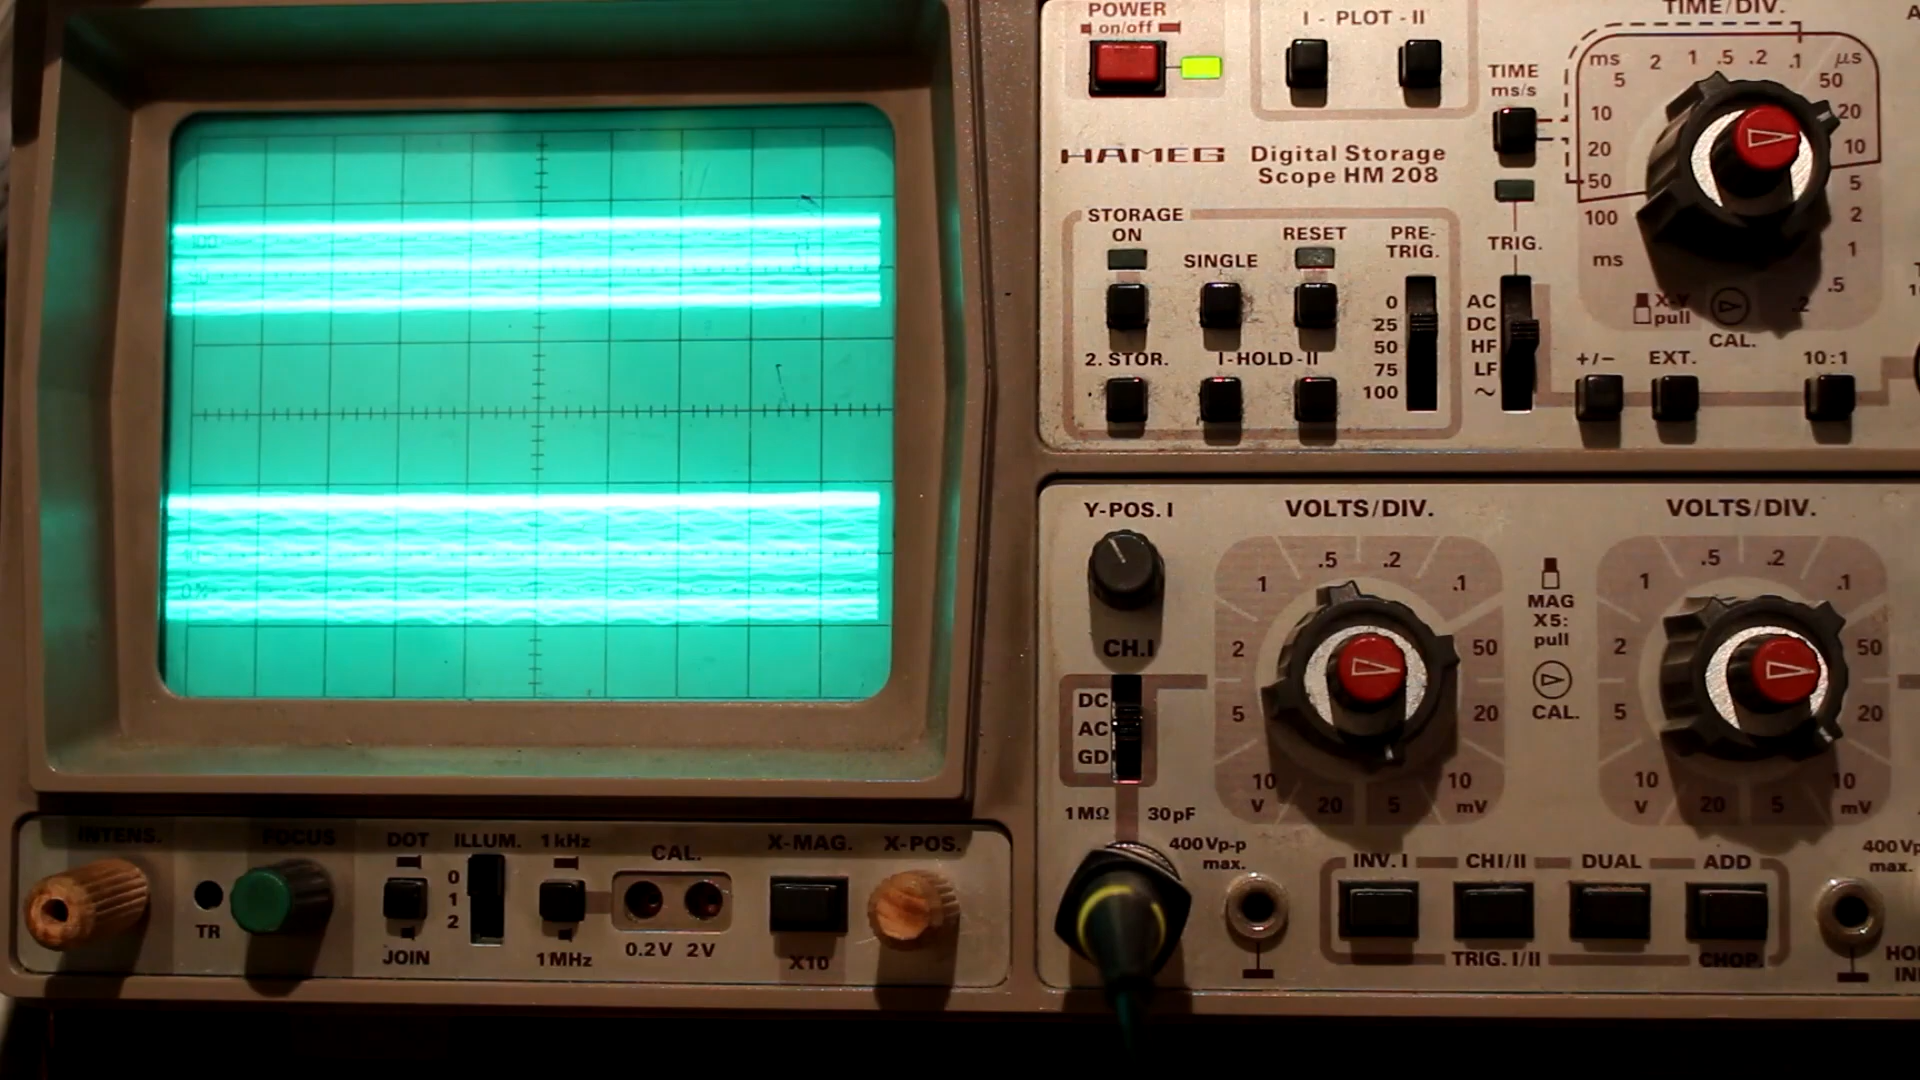 POWER
on/off
I - PLOT - II
TIME/DIV.
TIME
ms/s
ms 5 2 1 .5 .2 .1 µs
50
10
20
20
10
50
5
100
2
ms
1
.5
.2
X-Y
pull
CAL.
HAMEG
Digital Storage
Scope HM 208
STORAGE
ON
SINGLE
RESET
PRE-
TRIG.
0
25
50
75
100
2. STOR.
I-HOLD-II
TRIG.
AC
DC
HF
LF
~
+/-
EXT.
10:1
Y-POS. I
CH.I
DC
AC
GD
1MΩ
30pF
400Vp-p
max.
VOLTS/DIV.
.5 .2
1 .1
2 50
5 20
10 10
V 20 5 mV
MAG
X5:
pull
CAL.
VOLTS/DIV.
.5 .2
1 .1
2 50
5 20
10 10
V 20 5 mV
INV. I
CHI/II
DUAL
ADD
TRIG. I/II
CHOP.
INTENS.
TR
FOCUS
DOT
JOIN
ILLUM.
0
1
2
1kHz
1MHz
CAL.
0.2V 2V
X-MAG.
X10
X-POS.
100